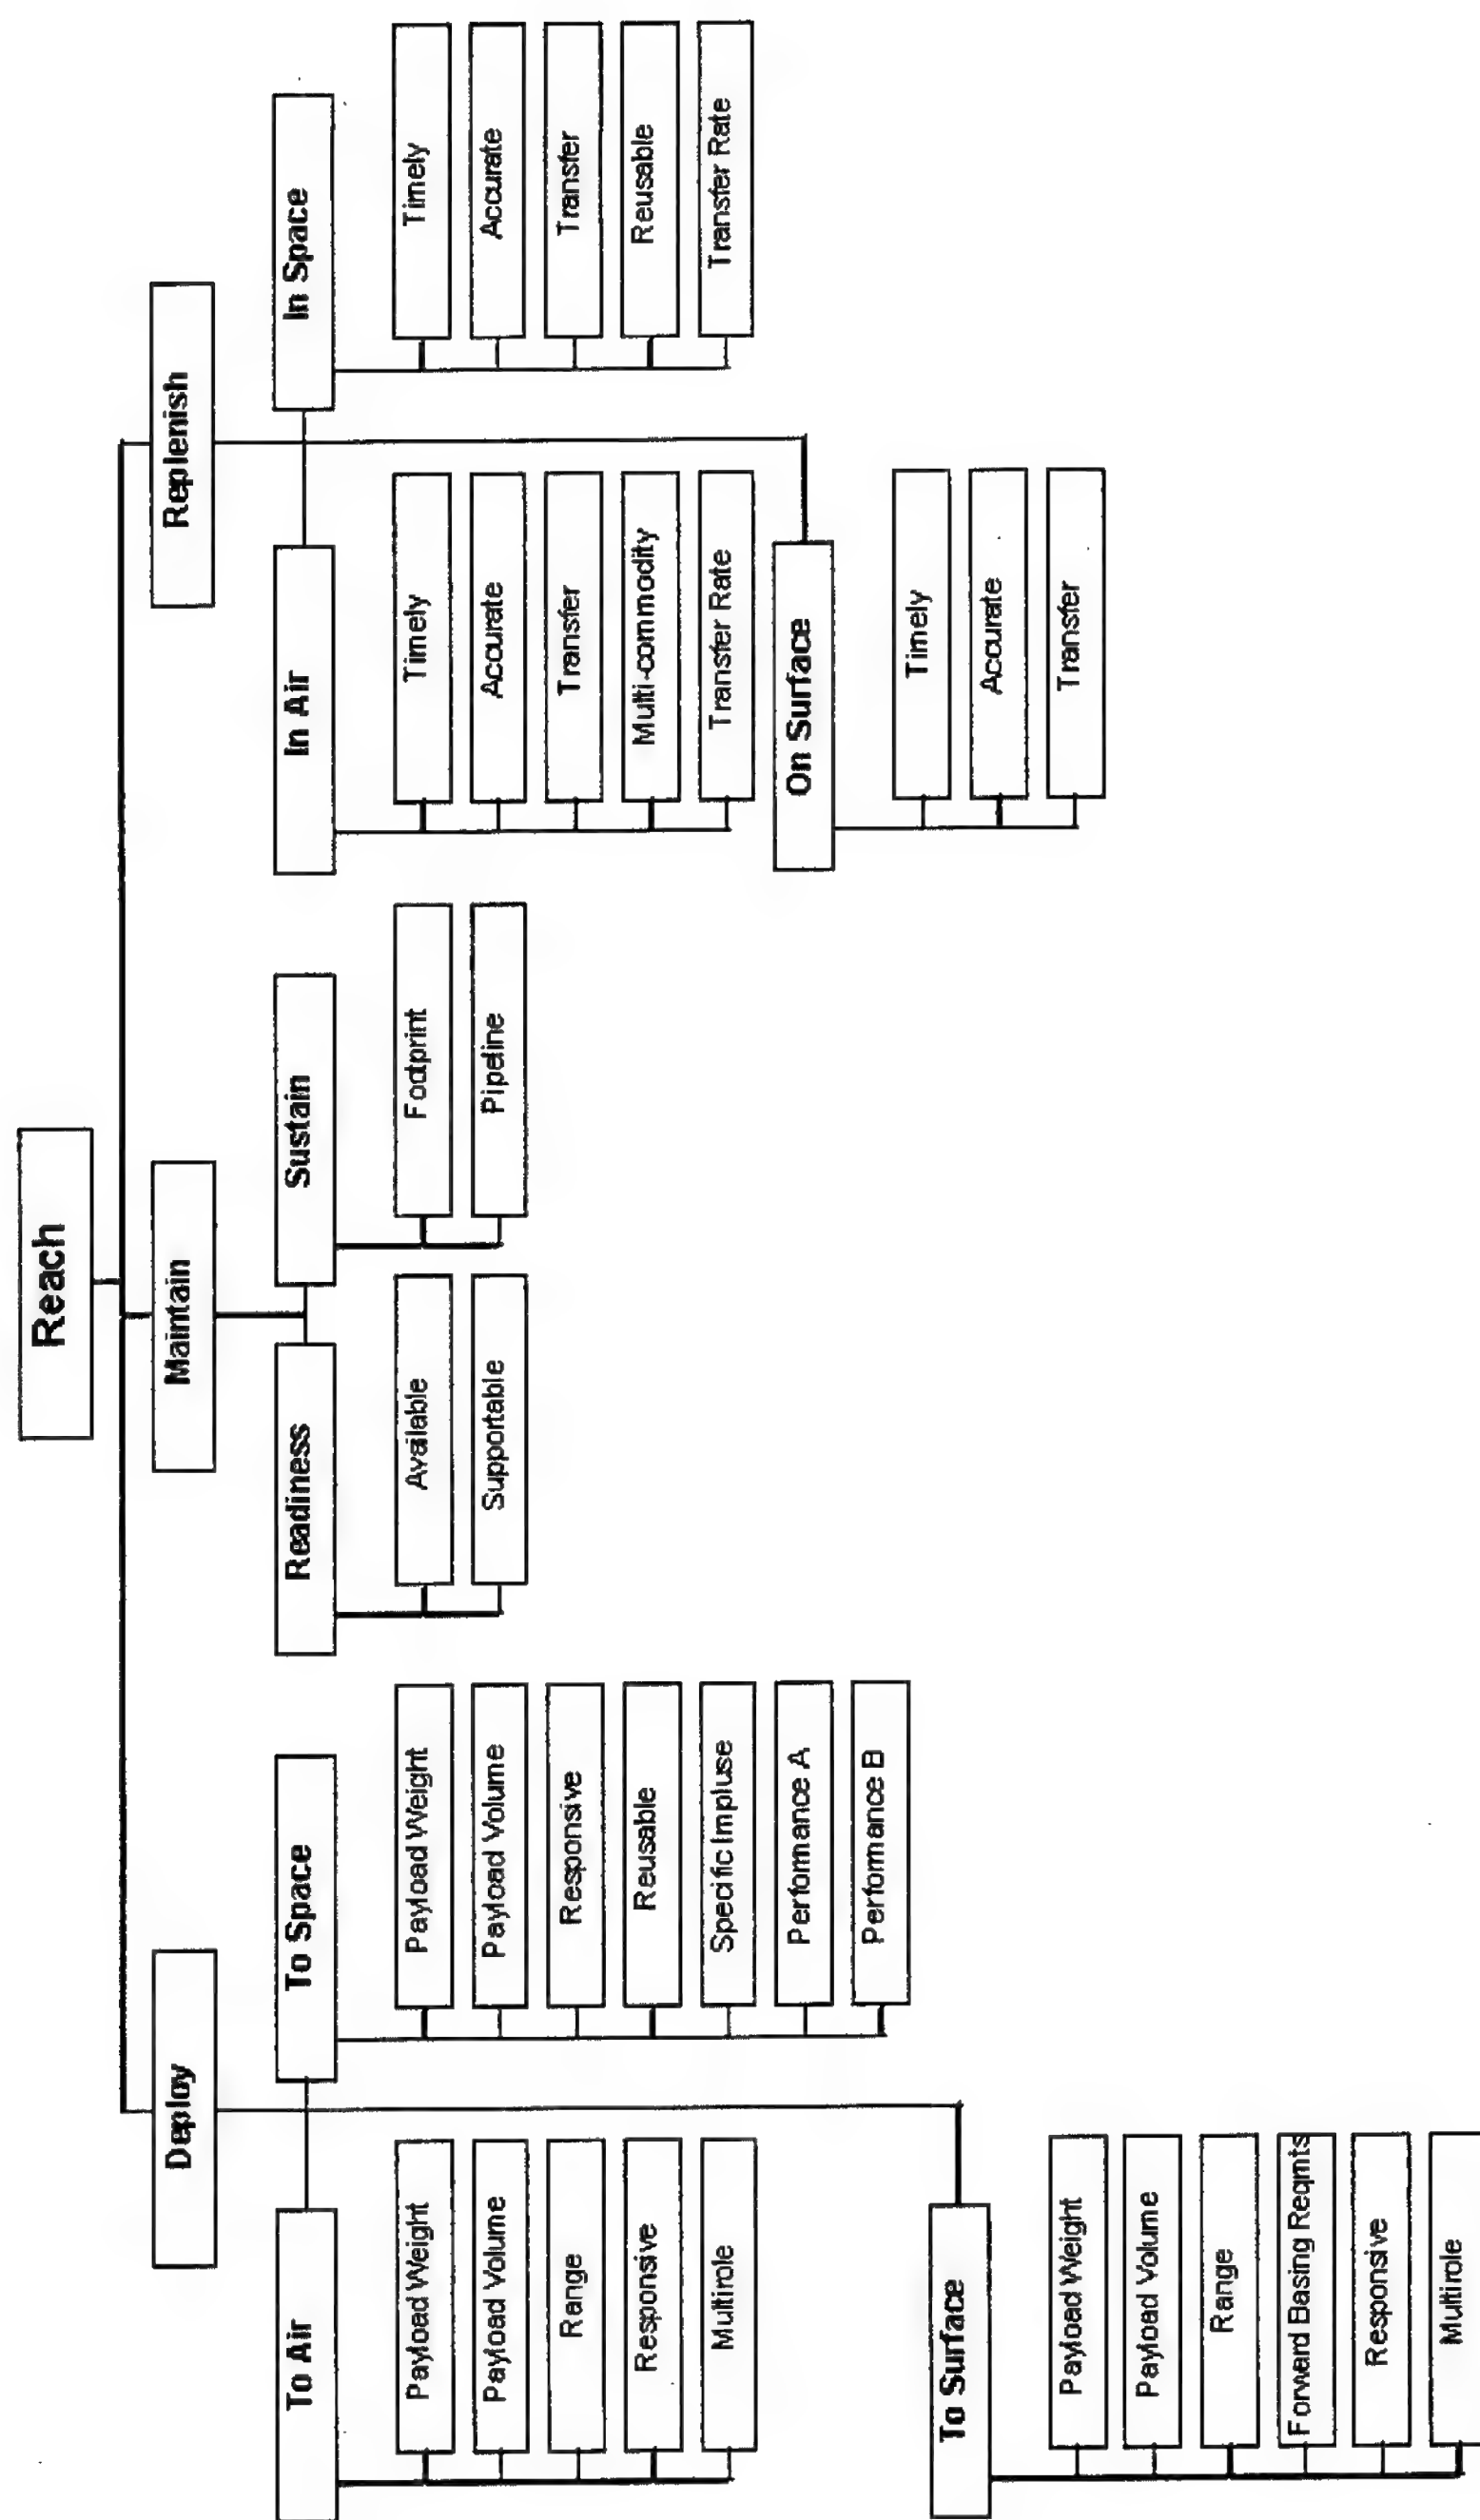 Reach
Deploy
Maintain
Replenish
To Air
Payload Weight
Payload Volume
Range
Responsive
Multirole
To Space
Payload Weight
Payload Volume
Responsive
Reusable
Specific Impluse
Performance A
Performance B
To Surface
Payload Weight
Payload Volume
Range
Forward Basing Reqmts
Responsive
Multirole
Readiness
Available
Supportable
Sustain
Footprint
Pipeline
In Air
Timely
Accurate
Transfer
Multi-commodity
Transfer Rate
In Space
Timely
Accurate
Transfer
Reusable
Transfer Rate
On Surface
Timely
Accurate
Transfer